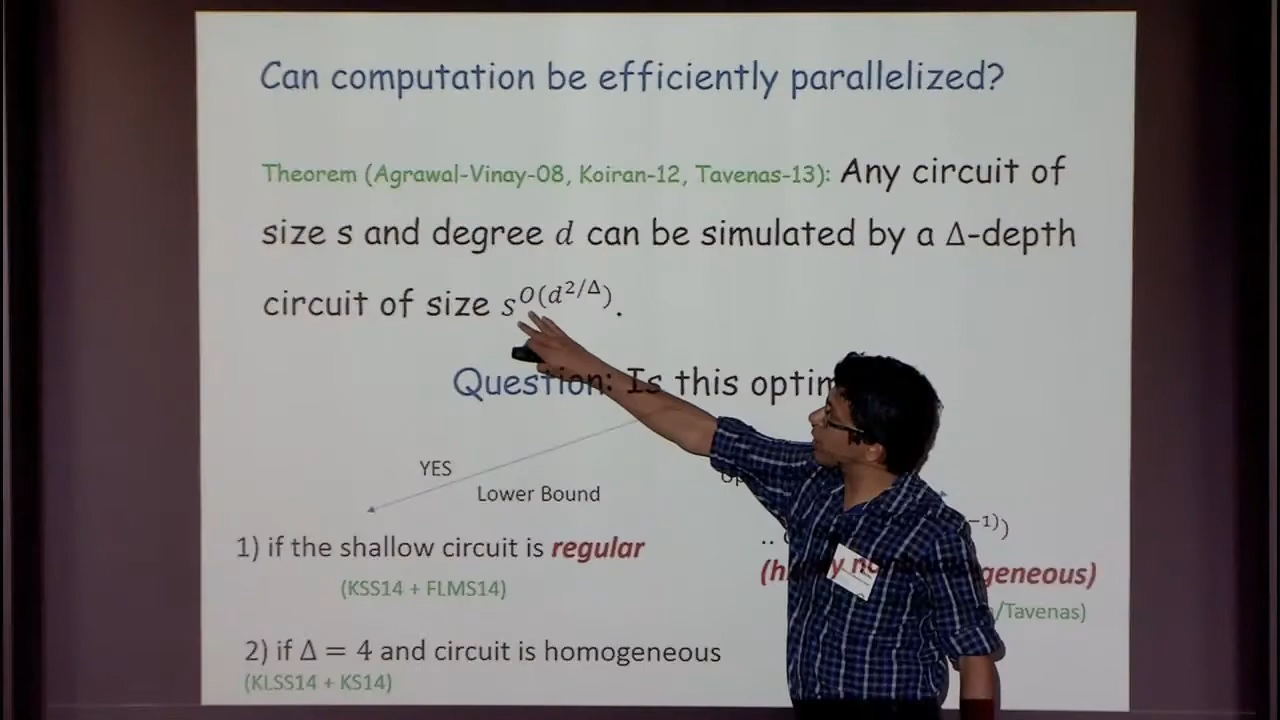 Can computation be efficiently parallelized?
Theorem (Agrawal-Vinay-08, Koiran-12, Tavenas-13): Any circuit of
size s and degree d can be simulated by a Δ-depth
circuit of size s^{O(d^{2/Δ})}.
Question: Is this optim
YES
Lower Bound
1) if the shallow circuit is regular
(KSS14 + FLMS14)
2) if Δ = 4 and circuit is homogeneous
(KLSS14 + KS14)
−1))
geneous)
/Tavenas)